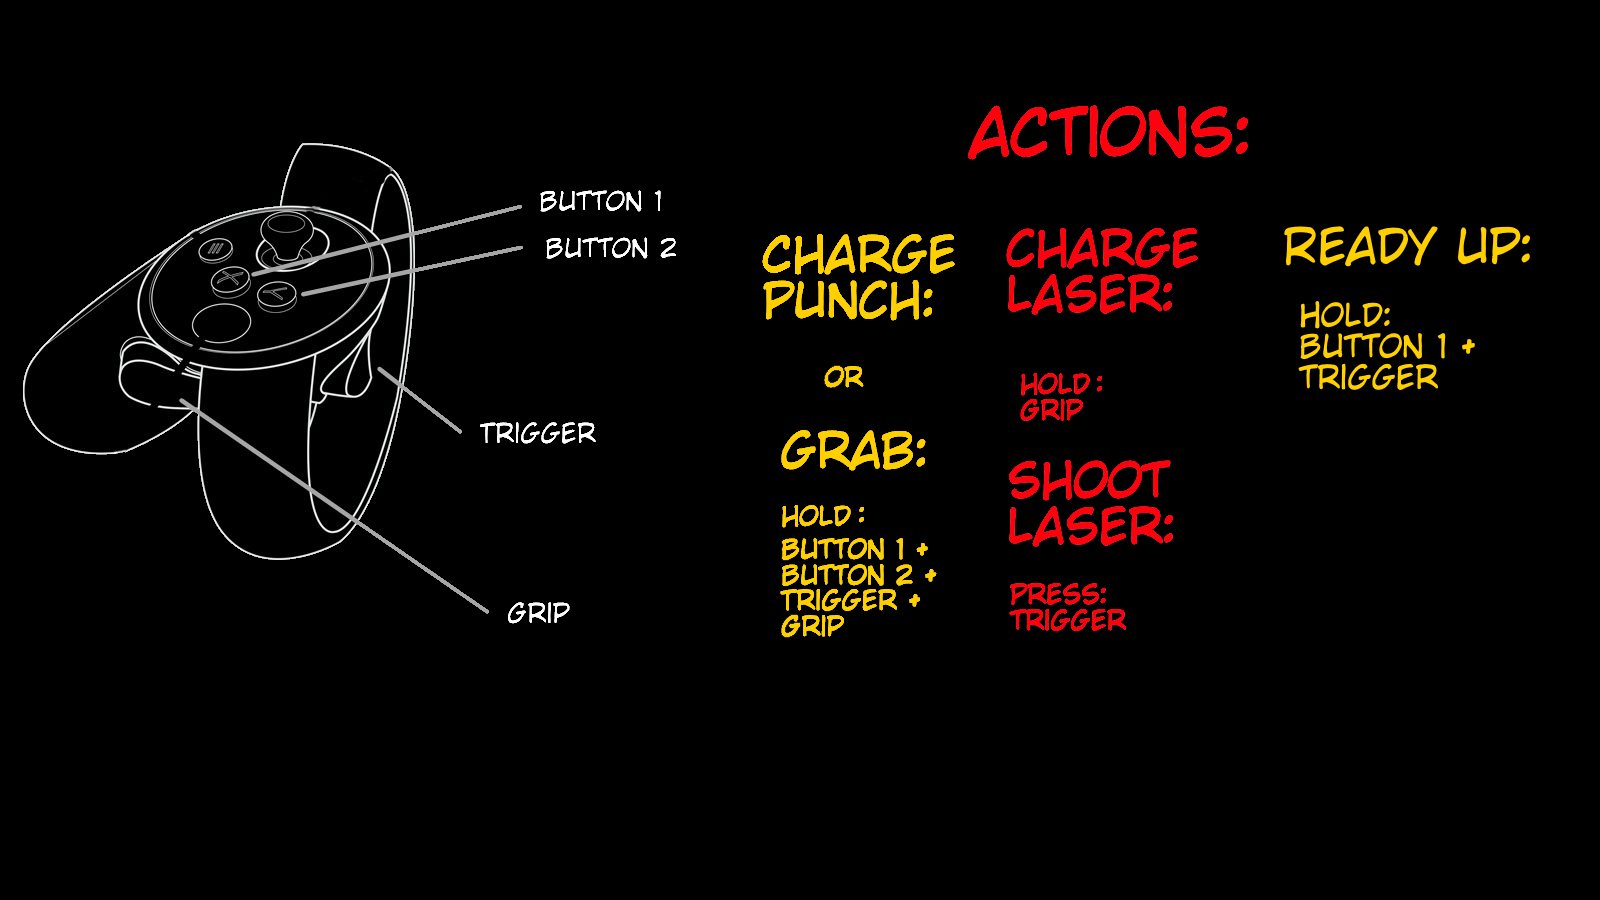 BUTTON 1
BUTTON 2
X
Y
TRIGGER
GRIP
ACTIONS:
CHARGE
PUNCH:
OR
GRAB:
HOLD:
BUTTON 1 +
BUTTON 2 +
TRIGGER +
GRIP
CHARGE
LASER:
HOLD:
GRIP
SHOOT
LASER:
PRESS:
TRIGGER
READY UP:
HOLD:
BUTTON 1 +
TRIGGER